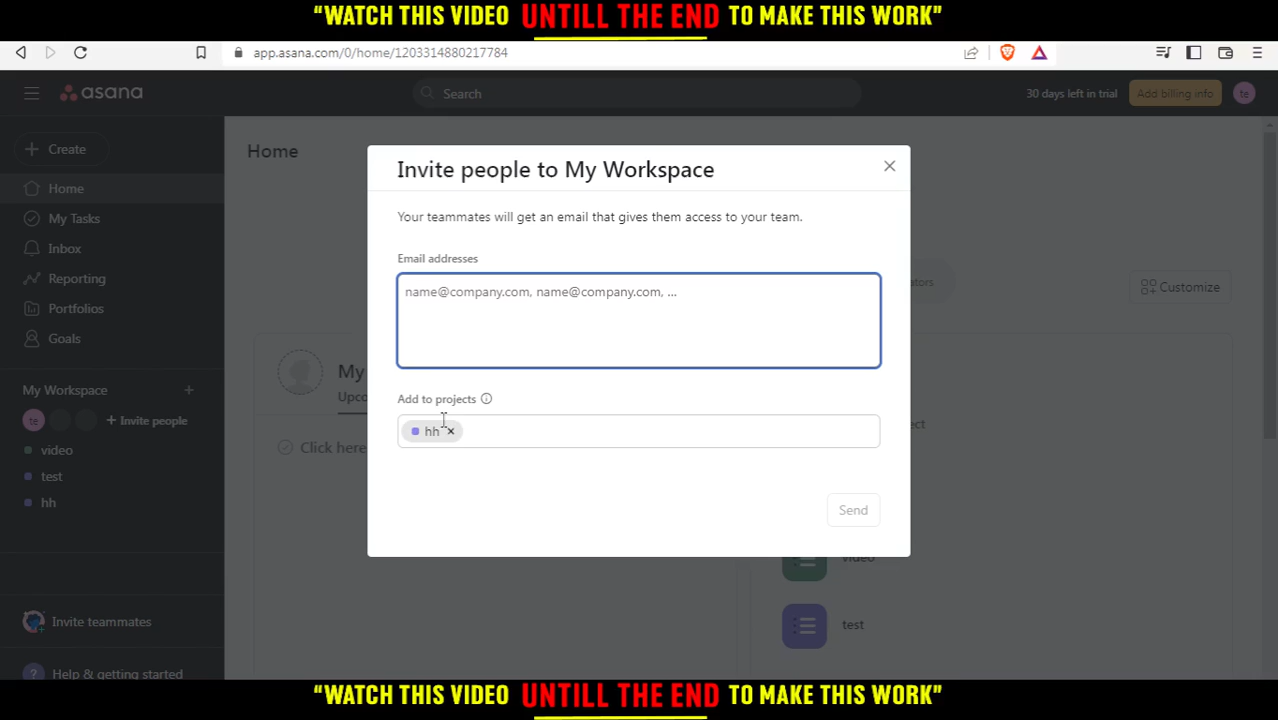 “WATCH THIS VIDEO UNTILL THE END TO MAKE THIS WORK”
app.asana.com/0/home/1203314880217784
asana
Search
30 days left in trial
Add billing info
te
Create
Home
Home
My Tasks
Inbox
Reporting
Portfolios
Goals
My Workspace
te
Invite people
video
test
hh
Invite teammates
Help & getting started
Invite people to My Workspace
Your teammates will get an email that gives them access to your team.
Email addresses
name@company.com, name@company.com, ...
Add to projects
hh
Send
Customize
My
Click here
video
test
“WATCH THIS VIDEO UNTILL THE END TO MAKE THIS WORK”